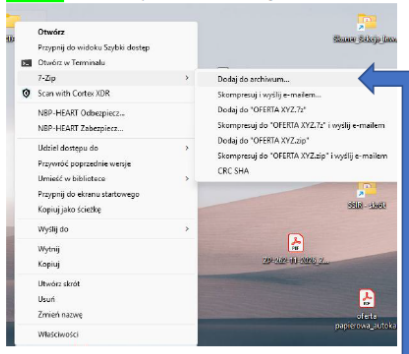 Otwórz
Przypnij do widoku Szybki dostęp
Otwórz w Terminalu
7-Zip
Scan with Cortex XDR
NBP-HEART Odbezpiecz...
NBP-HEART Zabezpiecz...
Udziel dostępu do
Przywróć poprzednie wersje
Umieść w bibliotece
Przypnij do ekranu startowego
Kopiuj jako ścieżkę
Wyślij do
Wytnij
Kopiuj
Utwórz skrót
Usuń
Zmień nazwę
Właściwości
Dodaj do archiwum...
Skompresuj i wyślij e-mailem...
Dodaj do "OFERTA XYZ.7z"
Skompresuj do "OFERTA XYZ.7z" i wyślij e-mailem
Dodaj do "OFERTA XYZ.zip"
Skompresuj do "OFERTA XYZ.zip" i wyślij e-mailem
CRC SHA
skrót
PDF
PDF
oferta